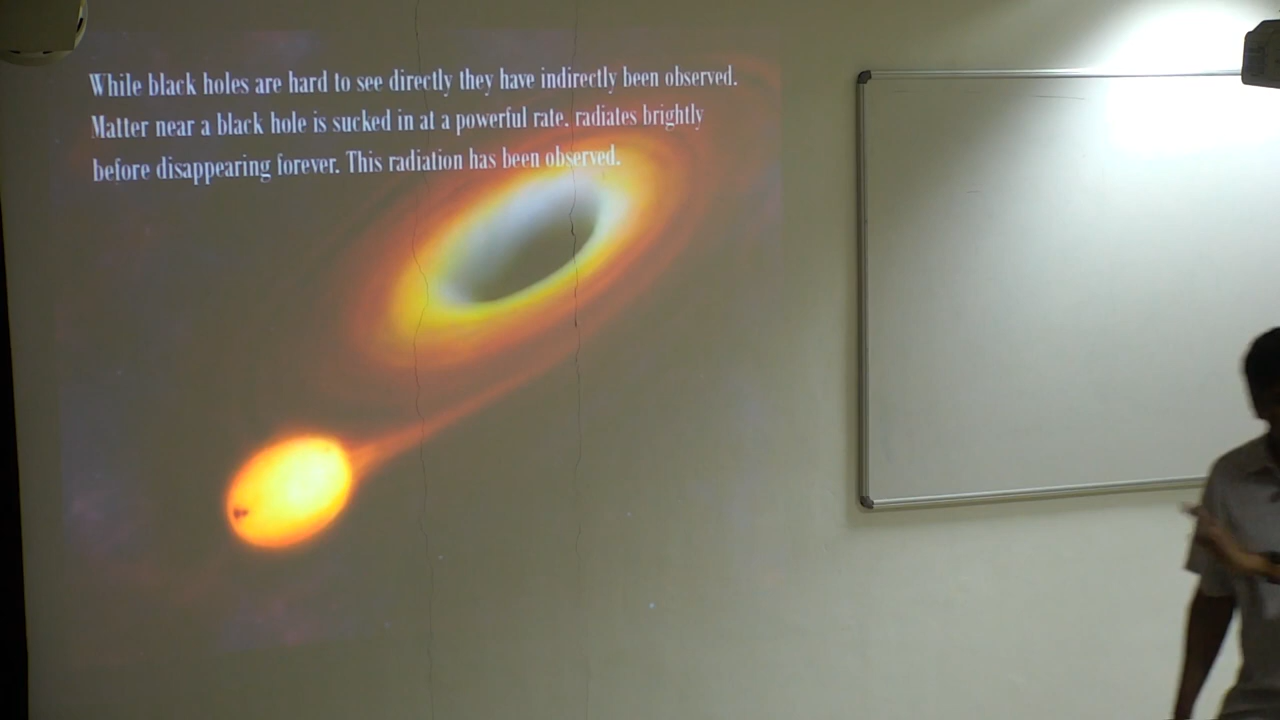 While black holes are hard to see directly they have indirectly been observed.
Matter near a black hole is sucked in at a powerful rate. radiates brightly
before disappearing forever. This radiation has been observed.